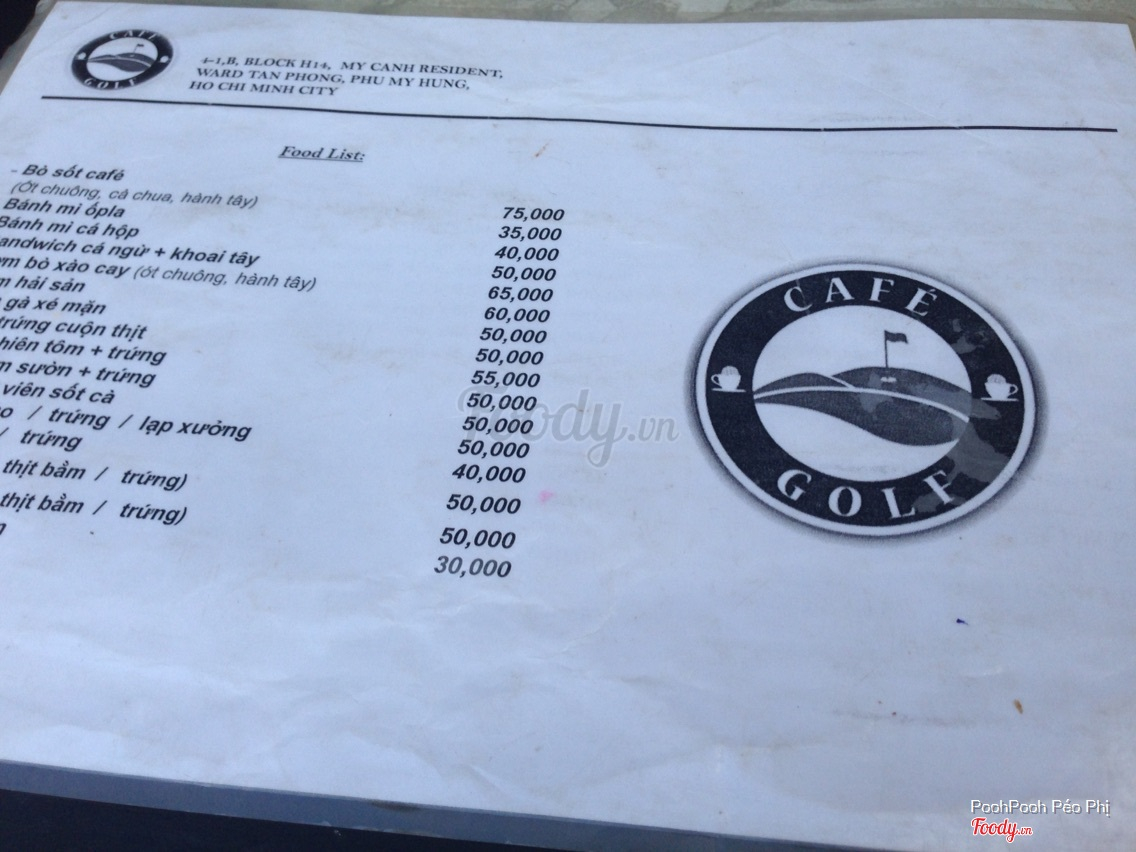 CAFÉ
GOLF
4-1,B, BLOCK H14, MY CANH RESIDENT,
WARD TAN PHONG, PHU MY HUNG,
HO CHI MINH CITY
Food List:
- Bò sốt café
(Ớt chuông, cà chua, hành tây)
75,000
Bánh mì ốpla
35,000
Bánh mì cá hộp
40,000
cá ngừ + khoai tây
50,000
bò xào cay (ớt chuông, hành tây)
65,000
hải sản
60,000
gà xé mặn
50,000
trứng cuộn thịt
50,000
tôm + trứng
55,000
sườn + trứng
50,000
viên sốt cà
50,000
/ trứng / lạp xưởng
50,000
/ trứng
40,000
thịt bằm / trứng)
50,000
thịt bằm / trứng)
50,000
30,000
CAFÉ
GOLF
Foody.vn
PoohPooh Péo Phị
Foody.vn